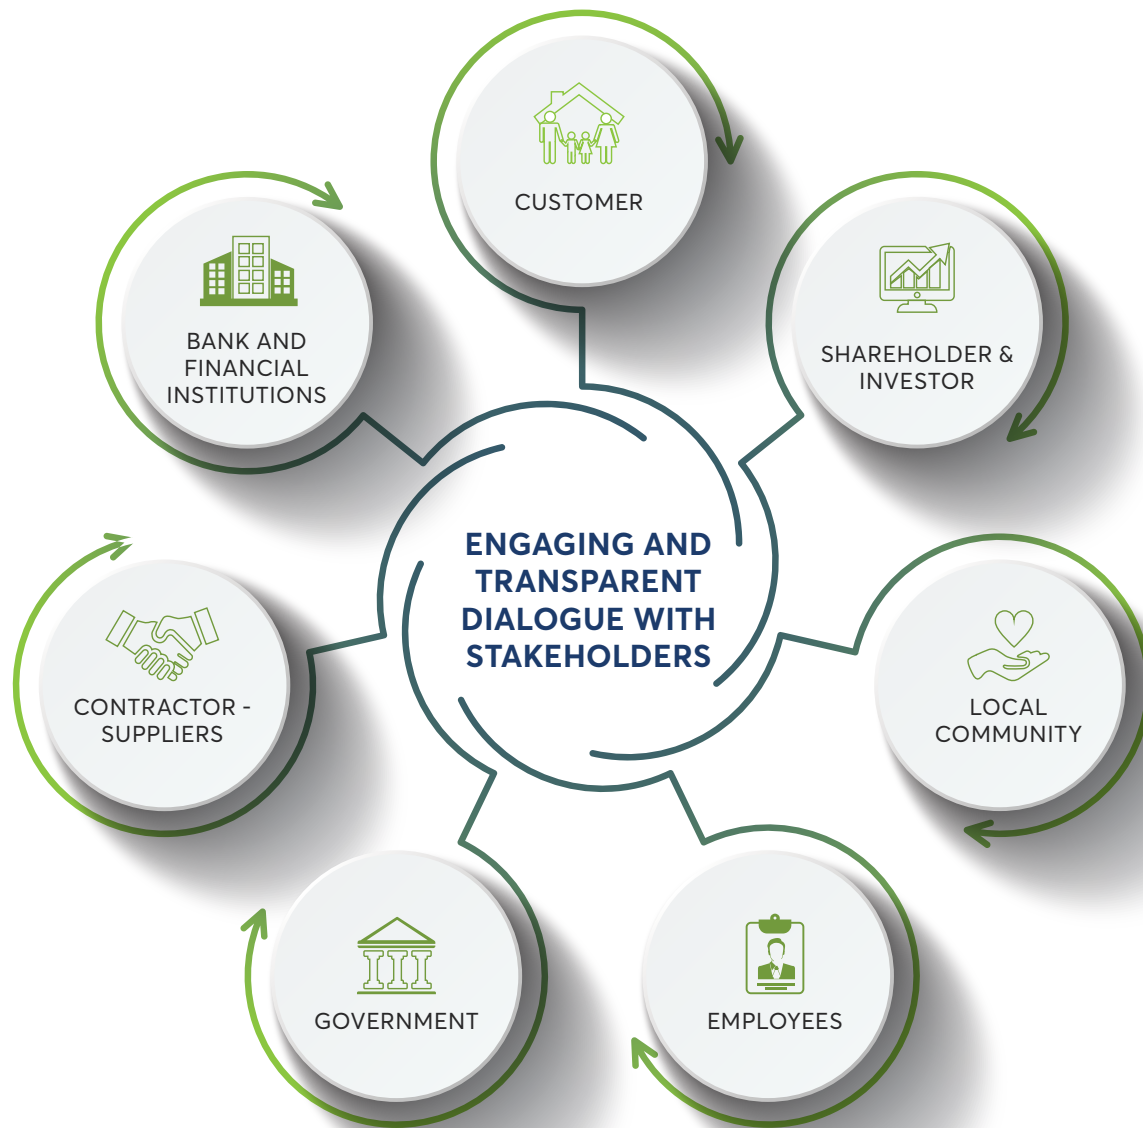 CUSTOMER
SHAREHOLDER &
INVESTOR
LOCAL
COMMUNITY
EMPLOYEES
GOVERNMENT
CONTRACTOR -
SUPPLIERS
BANK AND
FINANCIAL
INSTITUTIONS
ENGAGING AND
TRANSPARENT
DIALOGUE WITH
STAKEHOLDERS